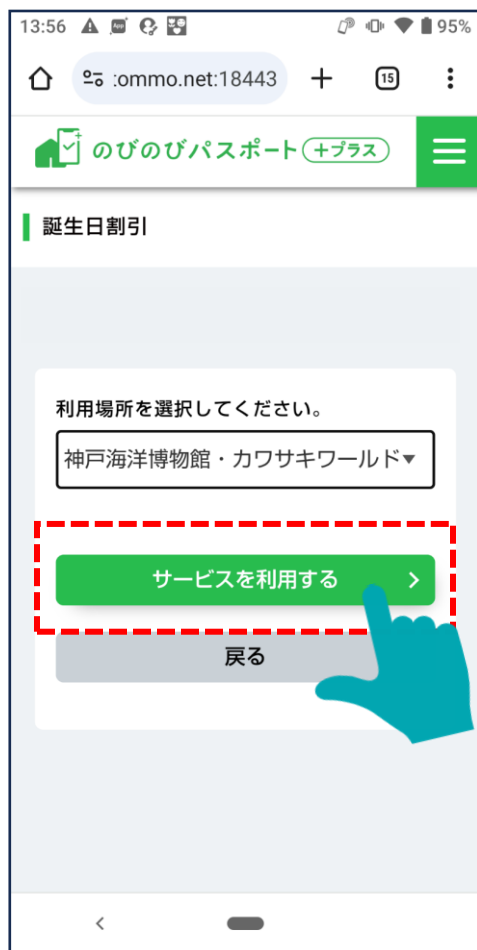 13:56 95%
:ommo.net:18443 15
のびのびパスポート +プラス
誕生日割引
利用場所を選択してください。
神戸海洋博物館・カワサキワールド▼
サービスを利用する
戻る